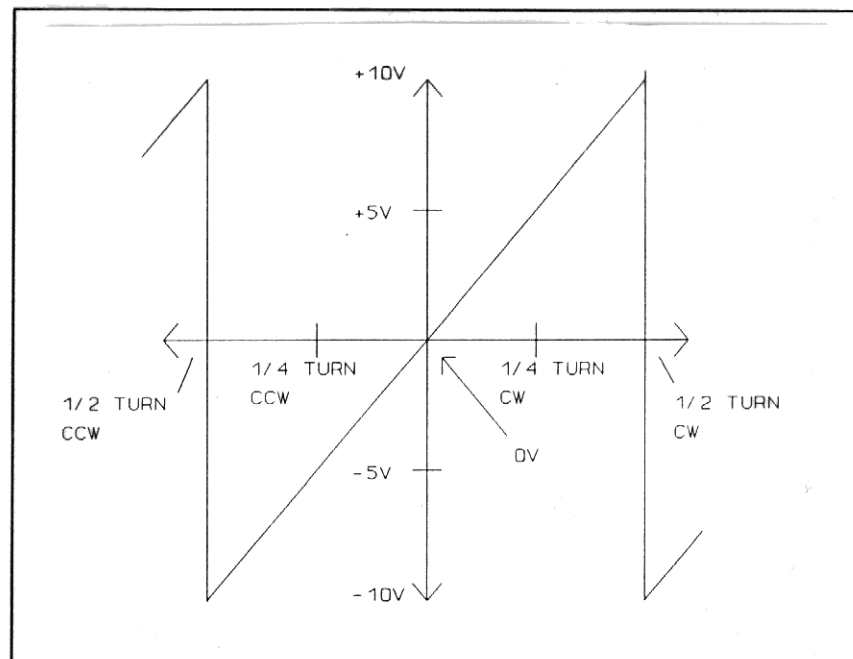 +10V
+5V
1/4 TURN
CCW
1/4 TURN
CW
1/2 TURN
CCW
1/2 TURN
CW
0V
-5V
-10V